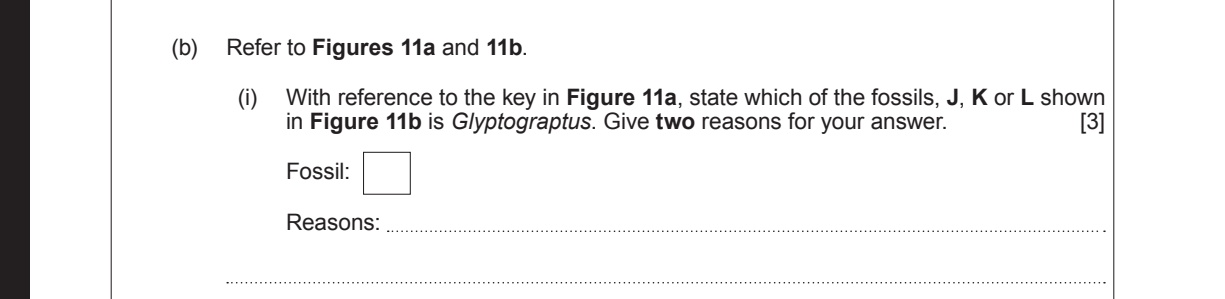 (b) Refer to Figures 11a and 11b.
(i) With reference to the key in Figure 11a, state which of the fossils, J, K or L shown
in Figure 11b is Glyptograptus. Give two reasons for your answer. [3]
Fossil:
Reasons: